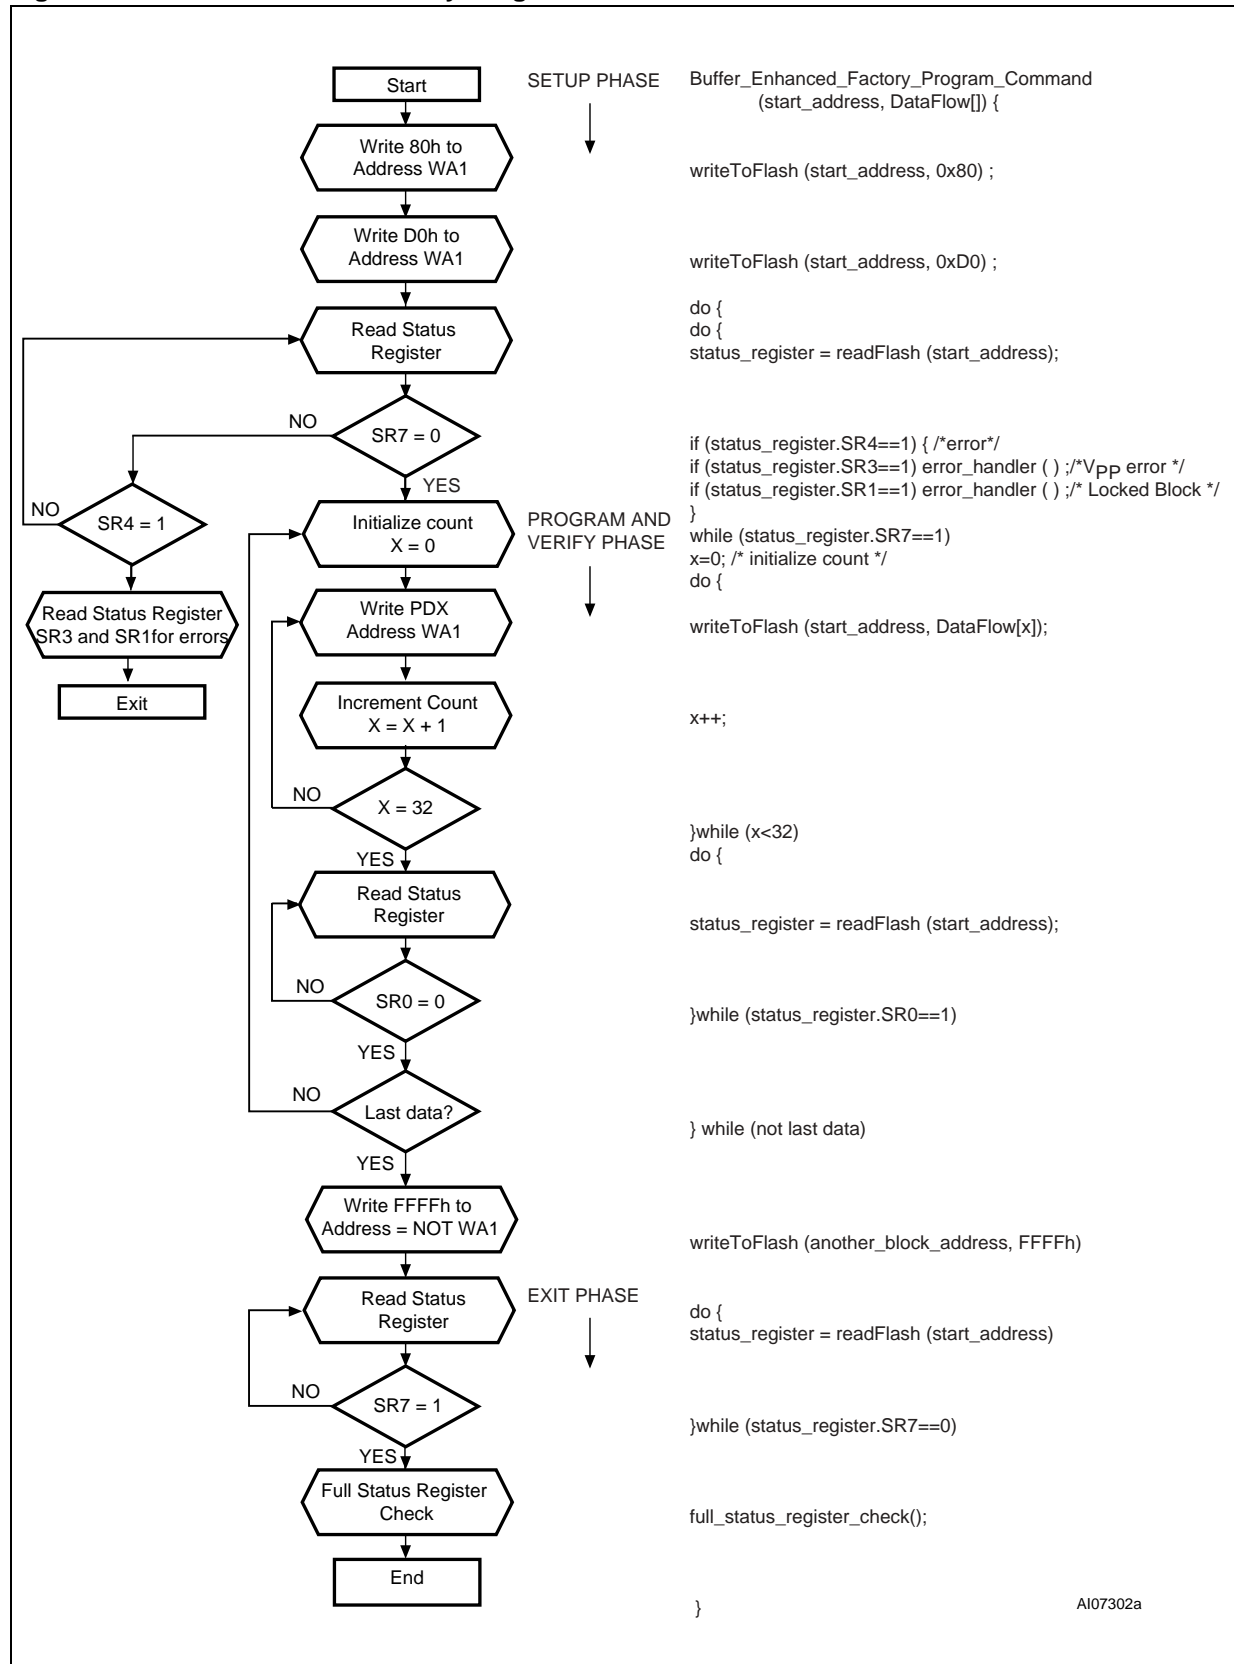 Start
SETUP PHASE
Buffer_Enhanced_Factory_Program_Command
(start_address, DataFlow[]) {
Write 80h to
Address WA1
writeToFlash (start_address, 0x80) ;
Write D0h to
Address WA1
writeToFlash (start_address, 0xD0) ;
do {
do {
Read Status
Register
status_register = readFlash (start_address);
NO
SR7 = 0
YES
if (status_register.SR4==1) { /*error*/
if (status_register.SR3==1) error_handler ( ) ;/*VPP error */
if (status_register.SR1==1) error_handler ( ) ;/* Locked Block */
}
while (status_register.SR7==1)
x=0; /* initialize count */
do {
NO
SR4 = 1
Initialize count
X = 0
PROGRAM AND
VERIFY PHASE
Read Status Register
SR3 and SR1for errors
Write PDX
Address WA1
writeToFlash (start_address, DataFlow[x]);
Exit
Increment Count
X = X + 1
x++;
NO
X = 32
YES
}while (x<32)
do {
Read Status
Register
status_register = readFlash (start_address);
NO
SR0 = 0
YES
}while (status_register.SR0==1)
NO
Last data?
YES
} while (not last data)
Write FFFFh to
Address = NOT WA1
writeToFlash (another_block_address, FFFFh)
Read Status
Register
EXIT PHASE
do {
status_register = readFlash (start_address)
NO
SR7 = 1
YES
}while (status_register.SR7==0)
Full Status Register
Check
full_status_register_check();
End
}
AI07302a